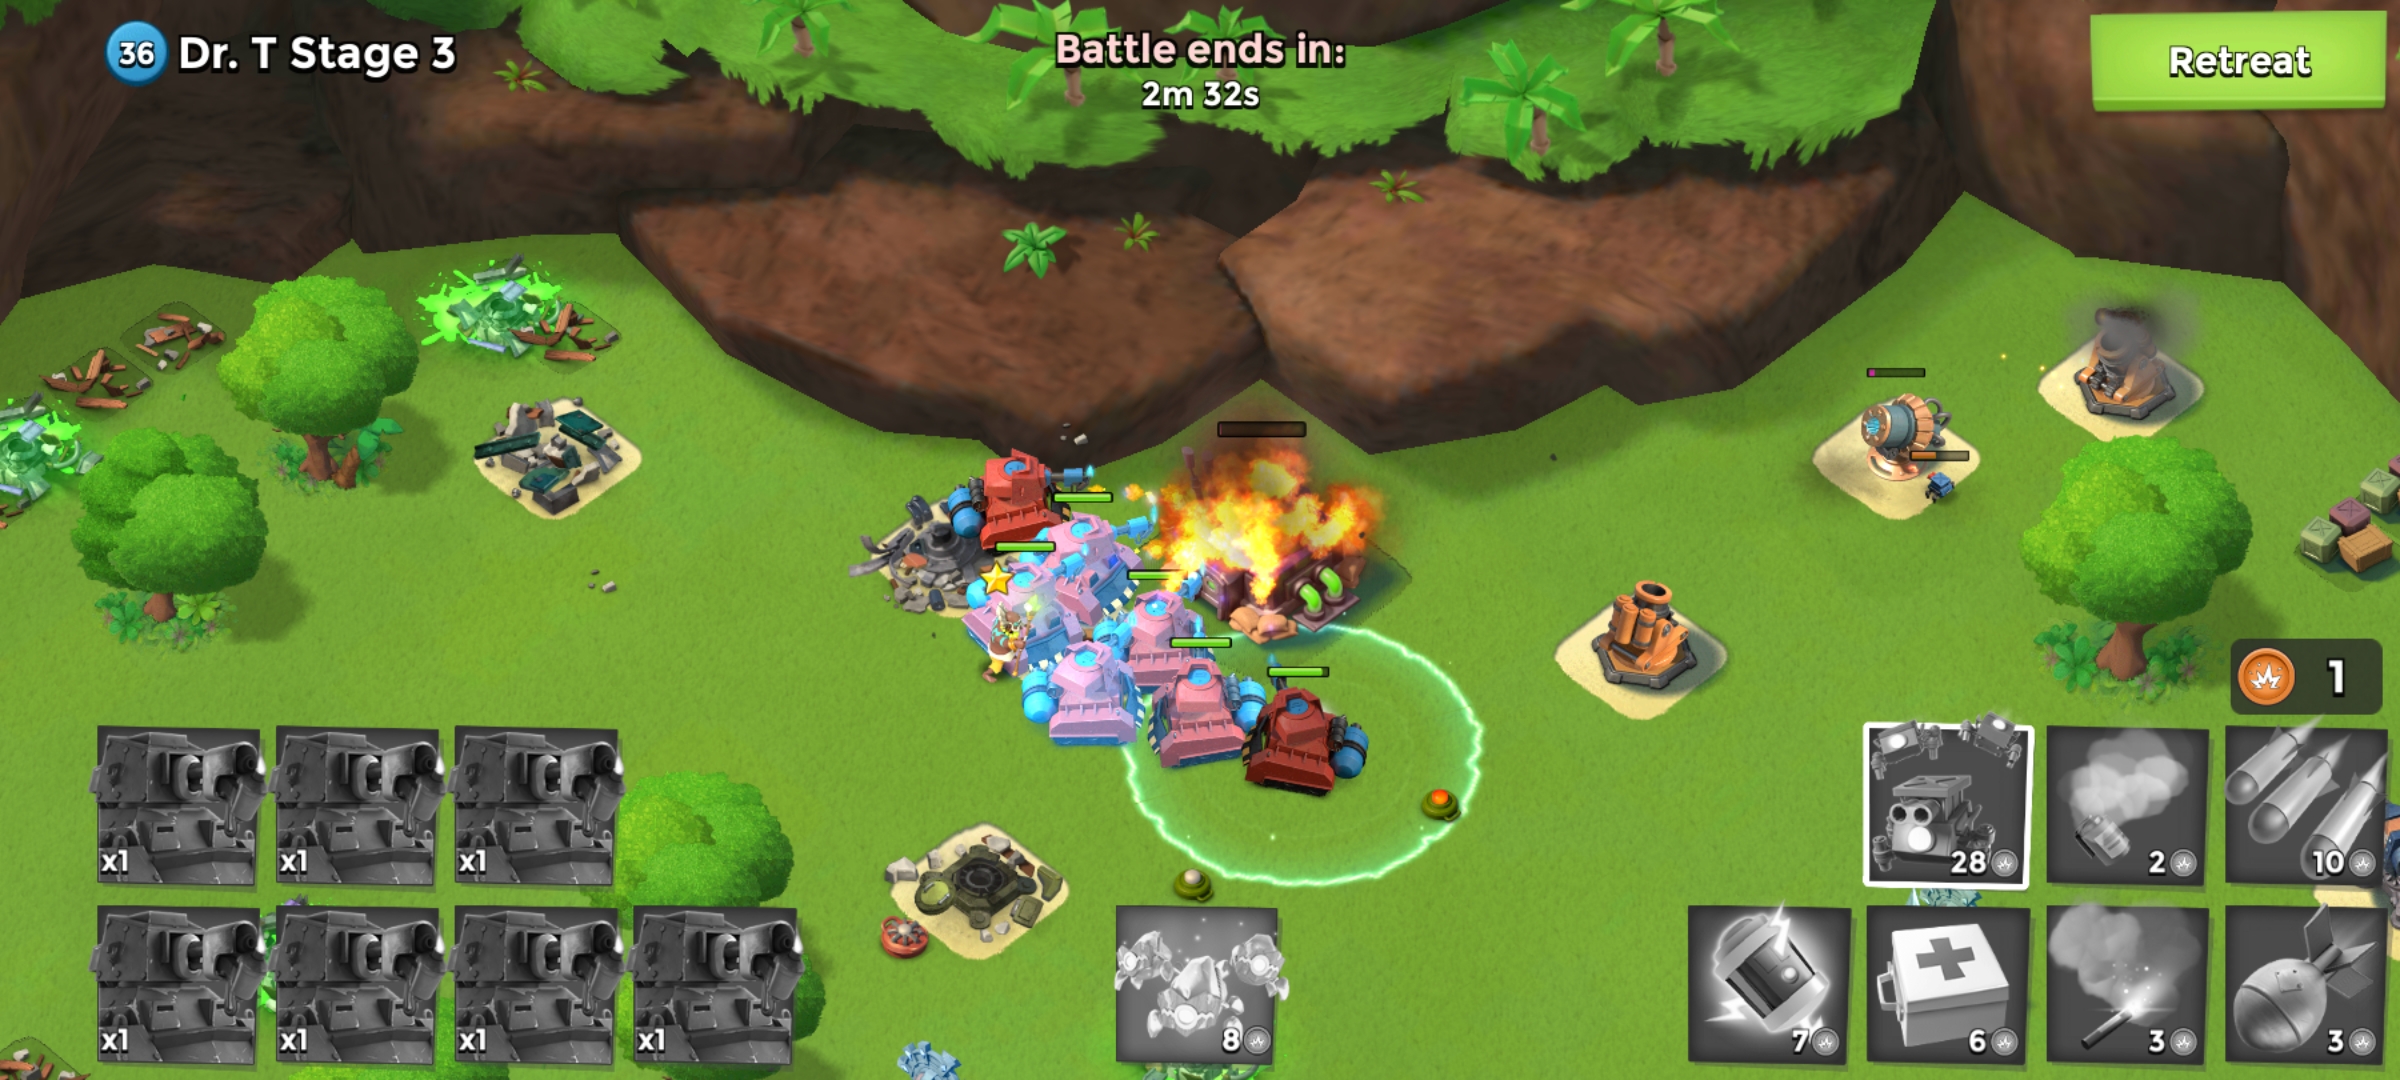 36 Dr. T Stage 3
Battle ends in:
2m 32s
Retreat
1
x1 x1 x1
28 2 10
x1 x1 x1 x1
8
7 6 3 3